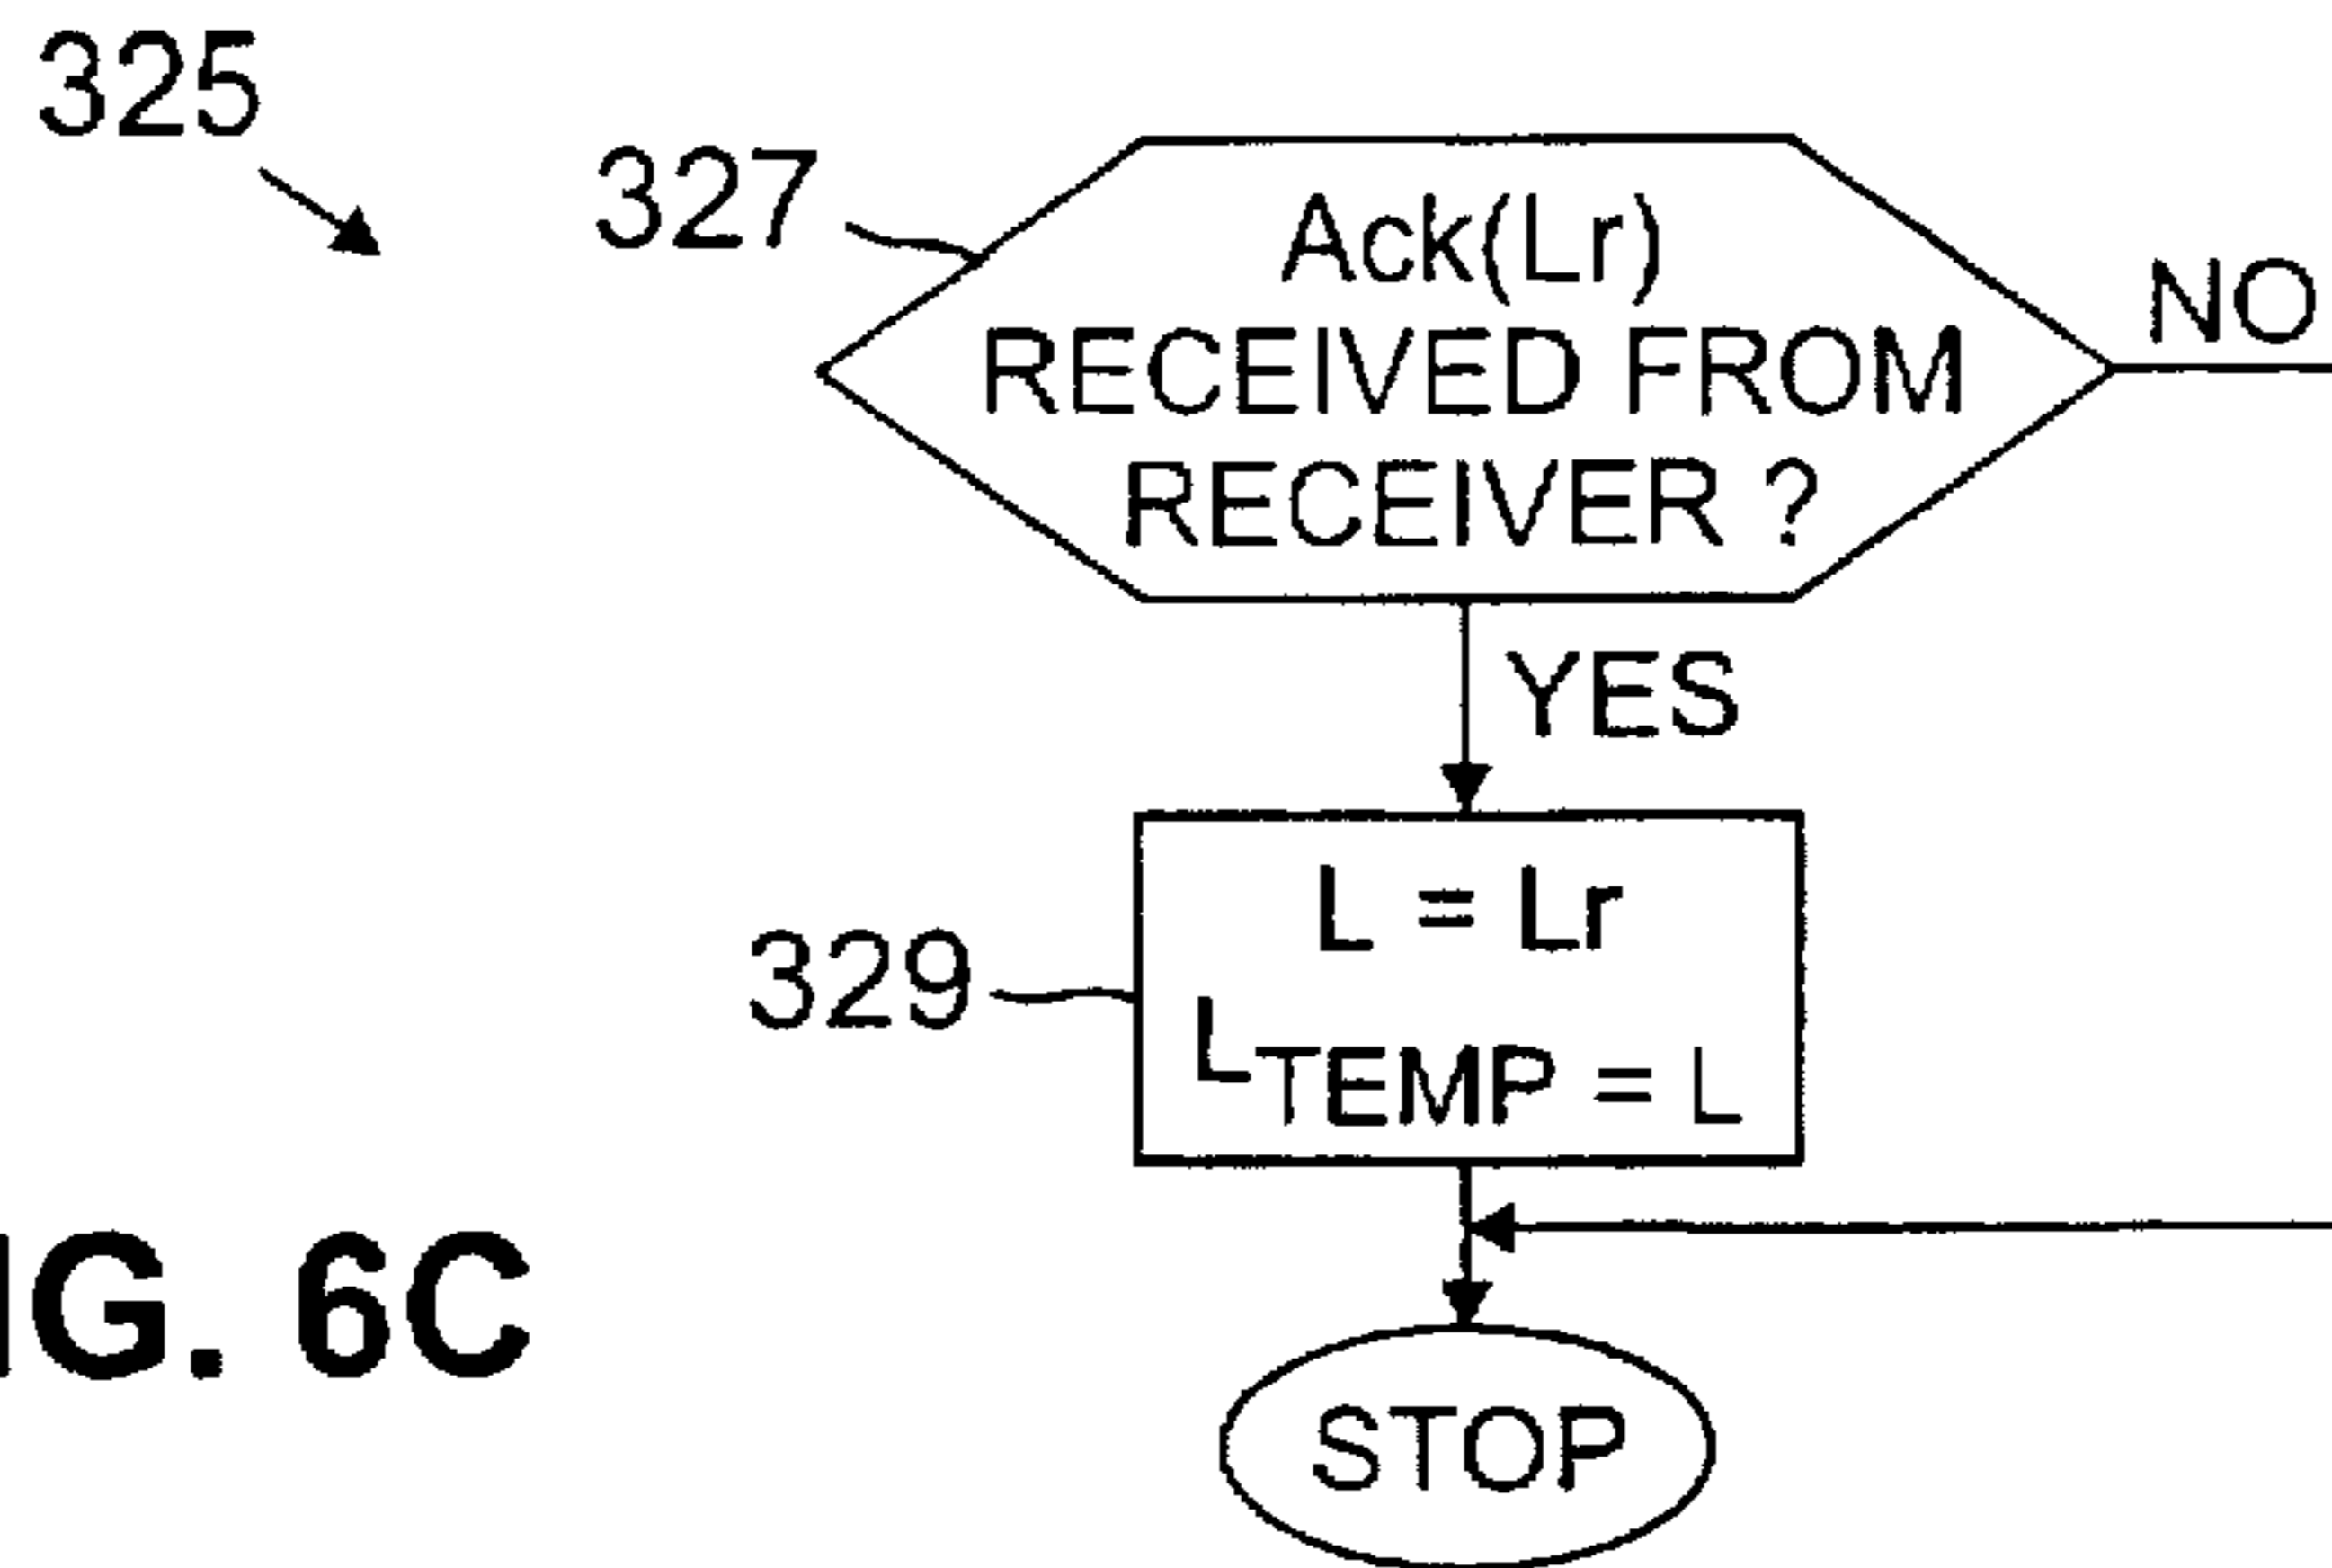 325
327
Ack(Lr)
RECEIVED FROM
RECEIVER ?
NO
YES
L = Lr
329
LTEMP = L
IG. 6C
STOP